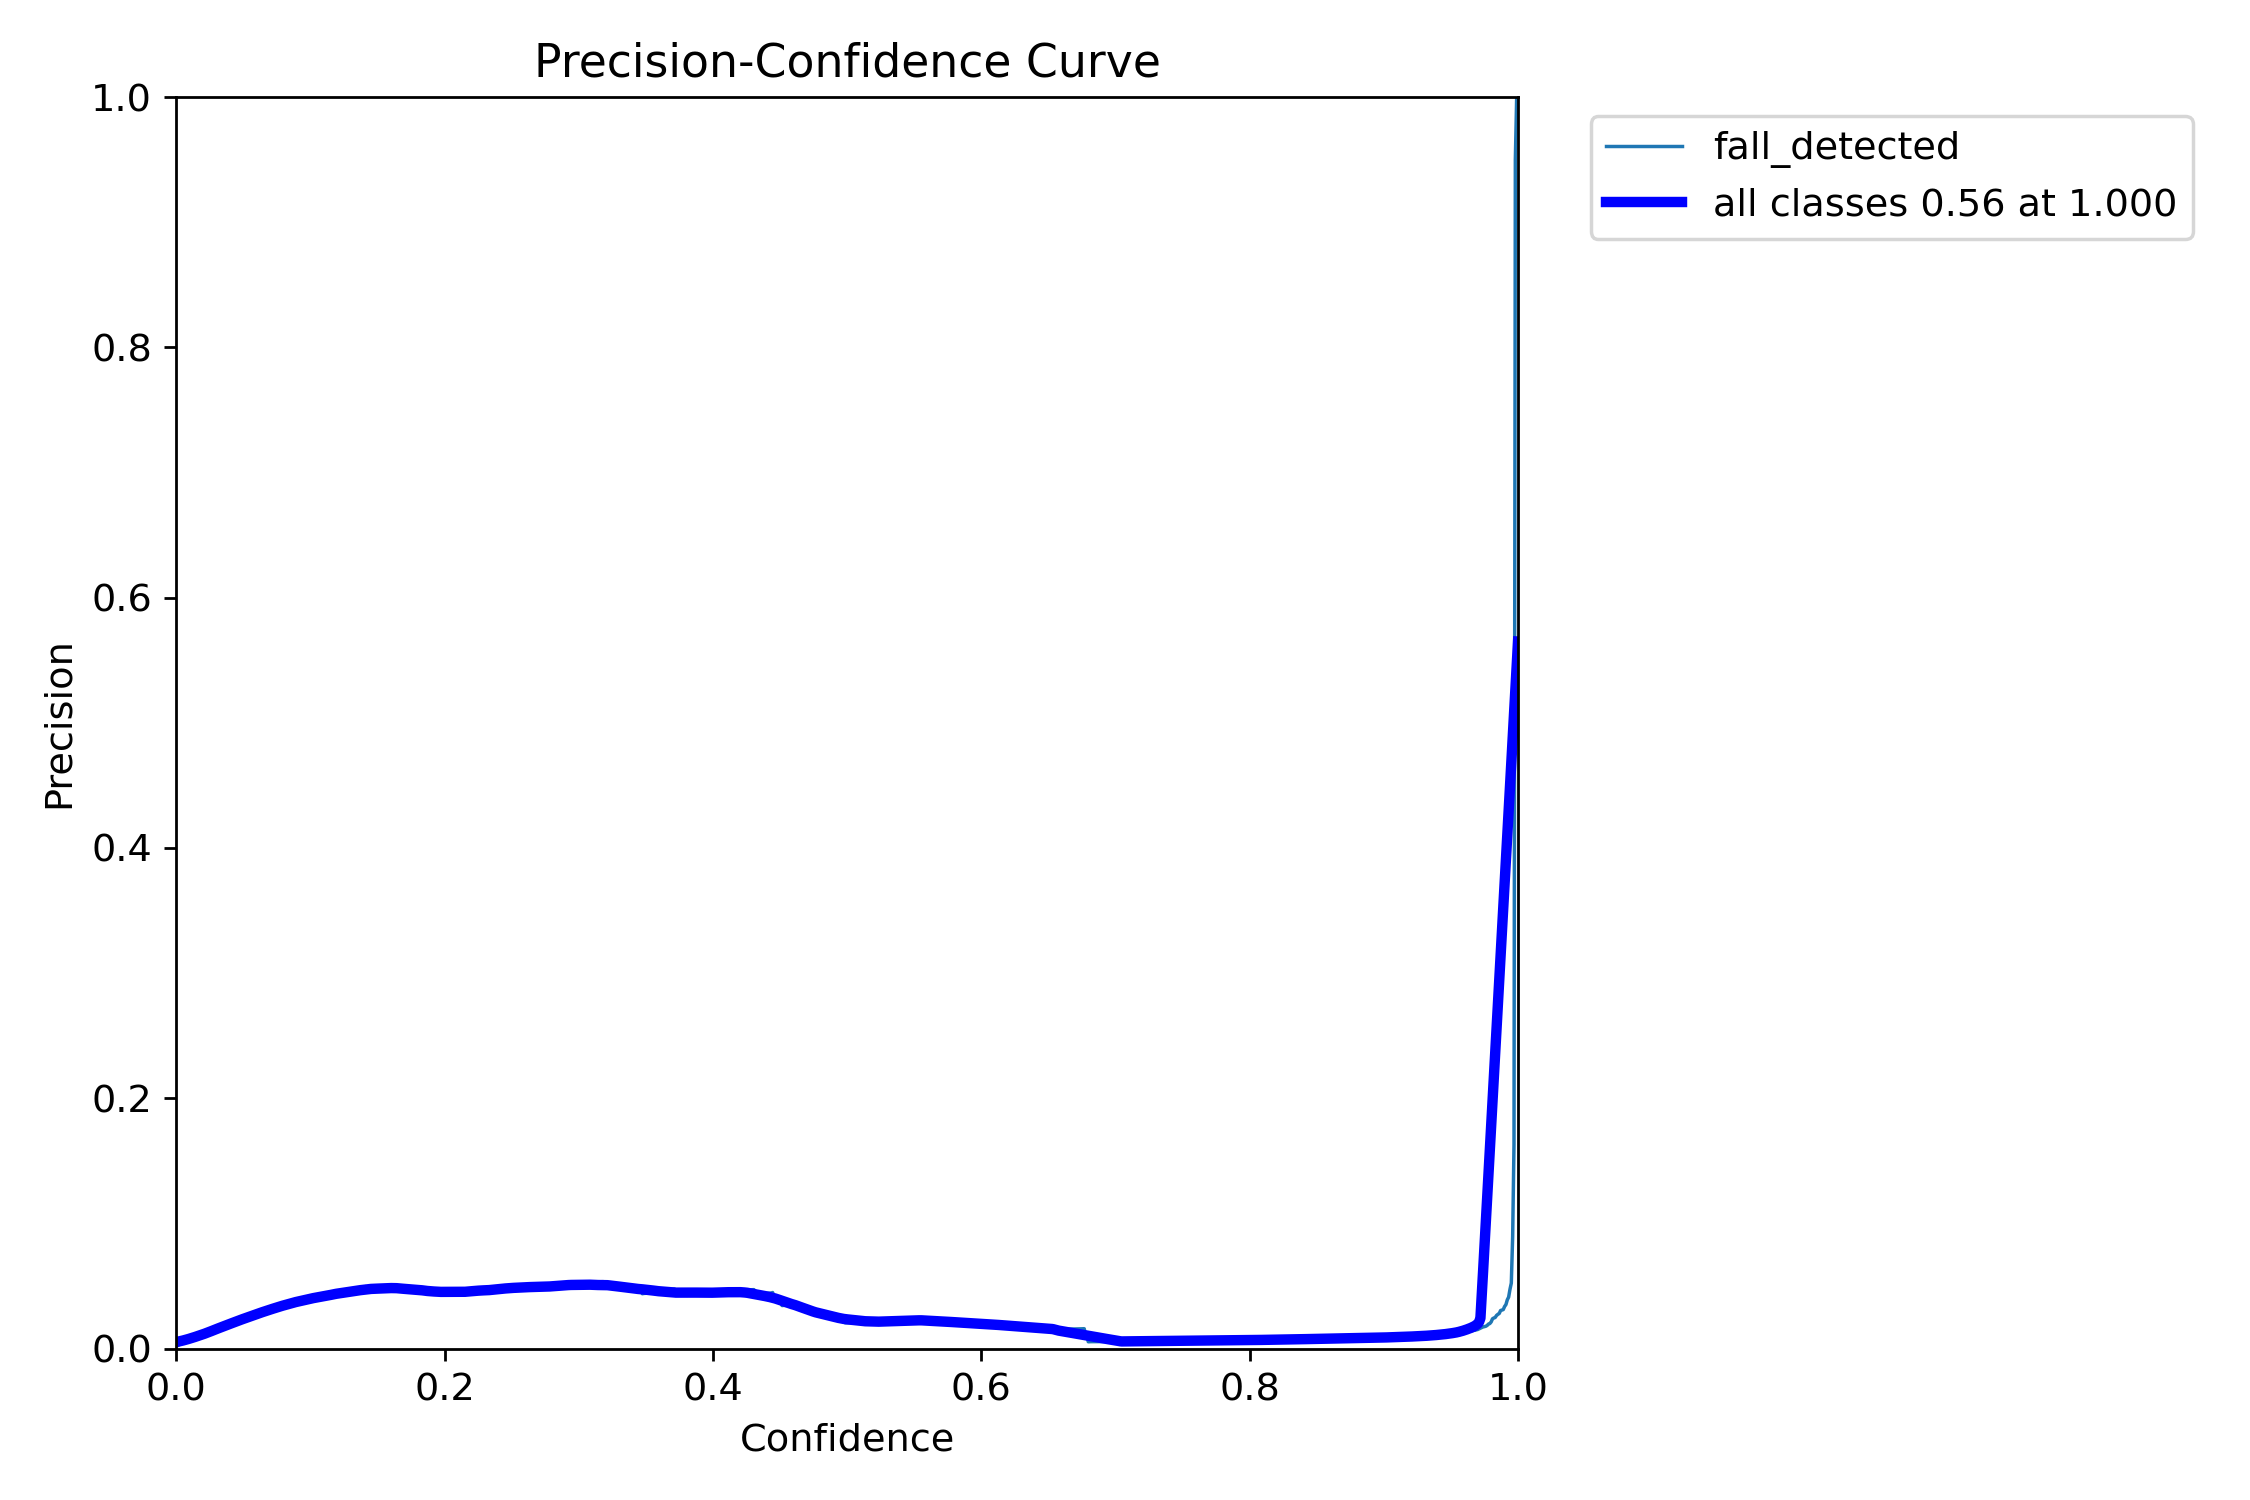 Precision-Confidence Curve
1.0
0.8
0.6
0.4
0.2
0.0
Precision
0.0 0.2 0.4 0.6 0.8 1.0
Confidence
fall_detected
all classes 0.56 at 1.000